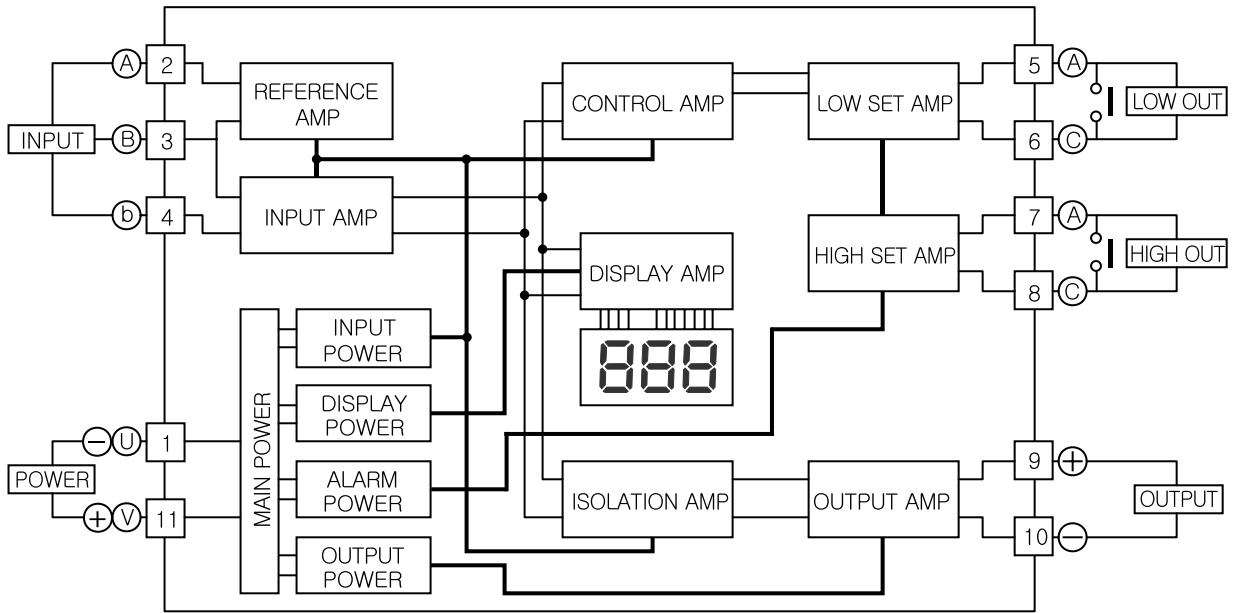 A 2
REFERENCE
AMP
CONTROL AMP
LOW SET AMP
5 A
LOW OUT
INPUT
B 3
6 C
b 4
INPUT AMP
7 A
HIGH SET AMP
HIGH OUT
DISPLAY AMP
8 C
INPUT
POWER
888
DISPLAY
POWER
MAIN POWER
POWER
− U 1
+ V 11
ALARM
POWER
ISOLATION AMP
OUTPUT AMP
9 +
OUTPUT
10 −
OUTPUT
POWER